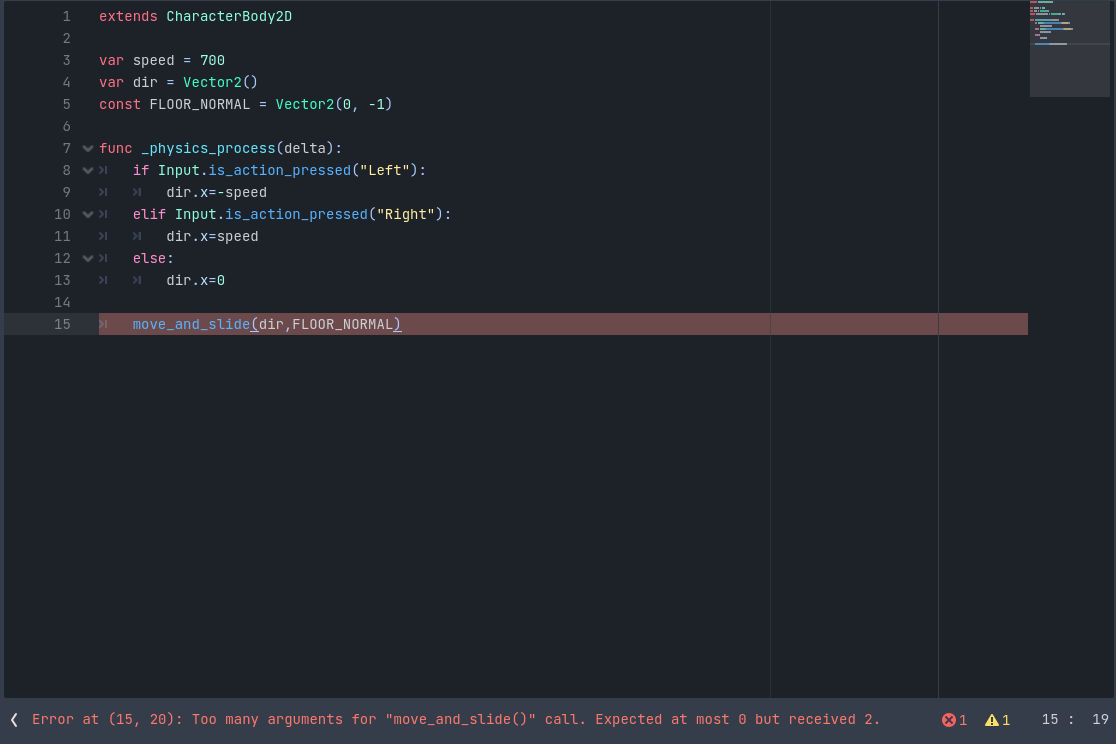 1 extends CharacterBody2D
2
3 var speed = 700
4 var dir = Vector2()
5 const FLOOR_NORMAL = Vector2(0, -1)
6
7 func _physics_process(delta):
8 if Input.is_action_pressed("Left"):
9 dir.x=-speed
10 elif Input.is_action_pressed("Right"):
11 dir.x=speed
12 else:
13 dir.x=0
14
15 move_and_slide(dir,FLOOR_NORMAL)
Error at (15, 20): Too many arguments for "move_and_slide()" call. Expected at most 0 but received 2. 1 1 15 : 19